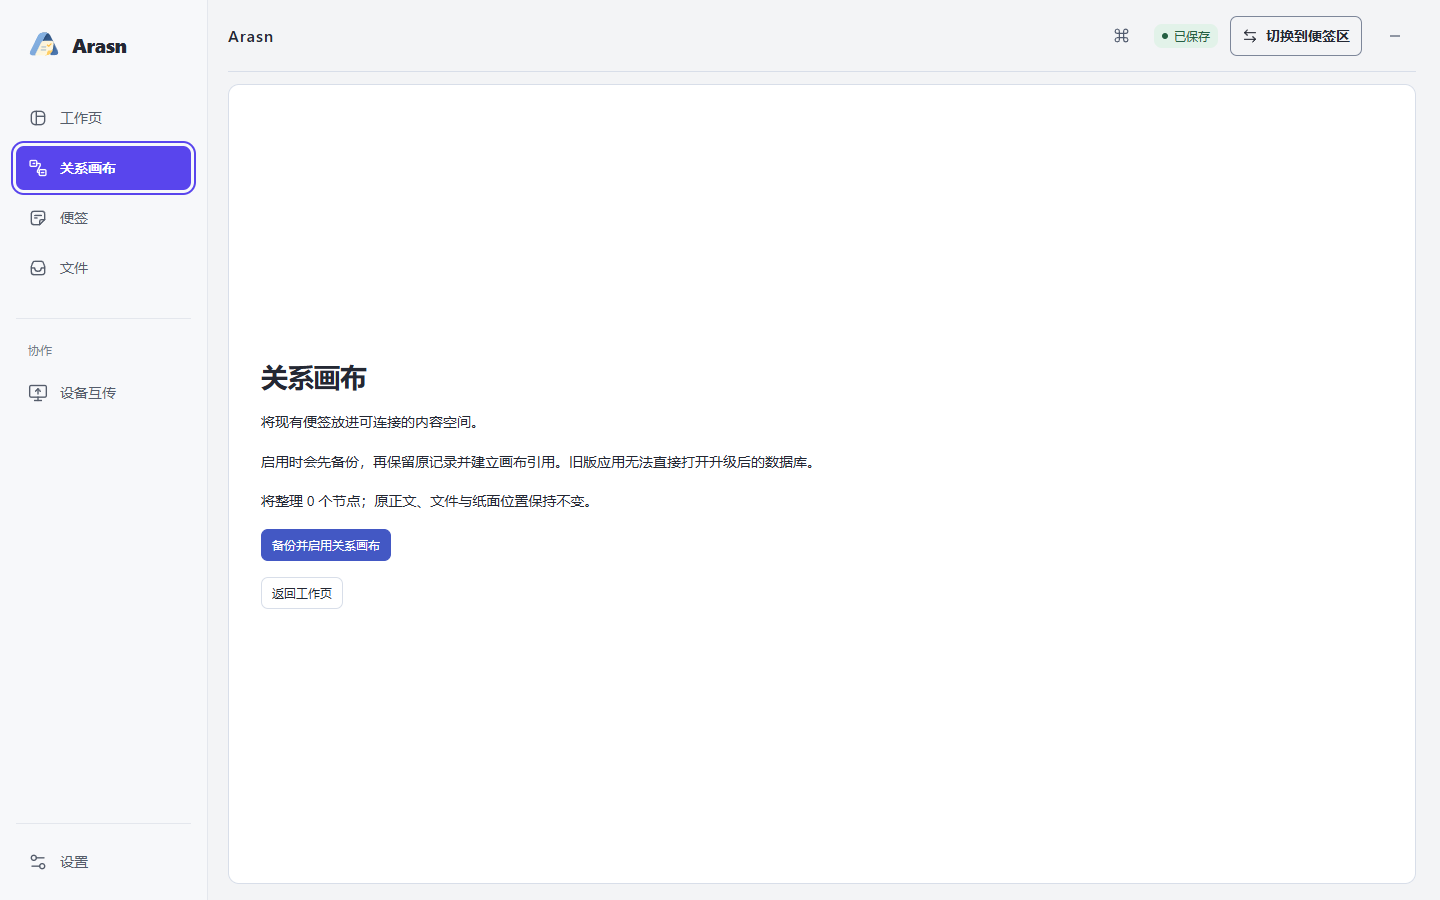 Arasn
工作页
关系画布
便签
文件
协作
设备互传
设置
Arasn
已保存
切换到便签区
关系画布
将现有便签放进可连接的内容空间。
启用时会先备份，再保留原记录并建立画布引用。旧版应用无法直接打开升级后的数据库。
将整理 0 个节点；原正文、文件与纸面位置保持不变。
备份并启用关系画布
返回工作页